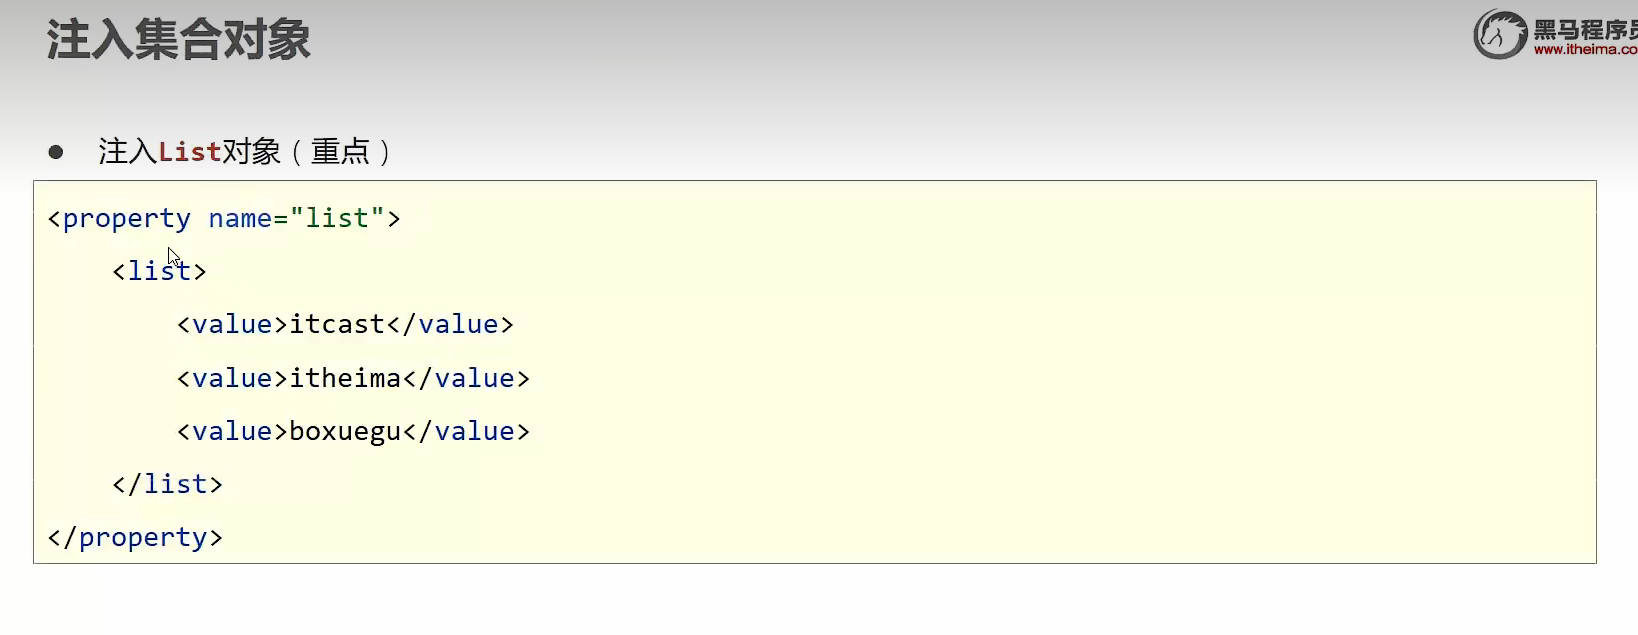 注入集合对象
黑马程序员
www.itheima.co
● 注入List对象（重点）
<property name="list">
    <list>
        <value>itcast</value>
        <value>itheima</value>
        <value>boxuegu</value>
    </list>
</property>